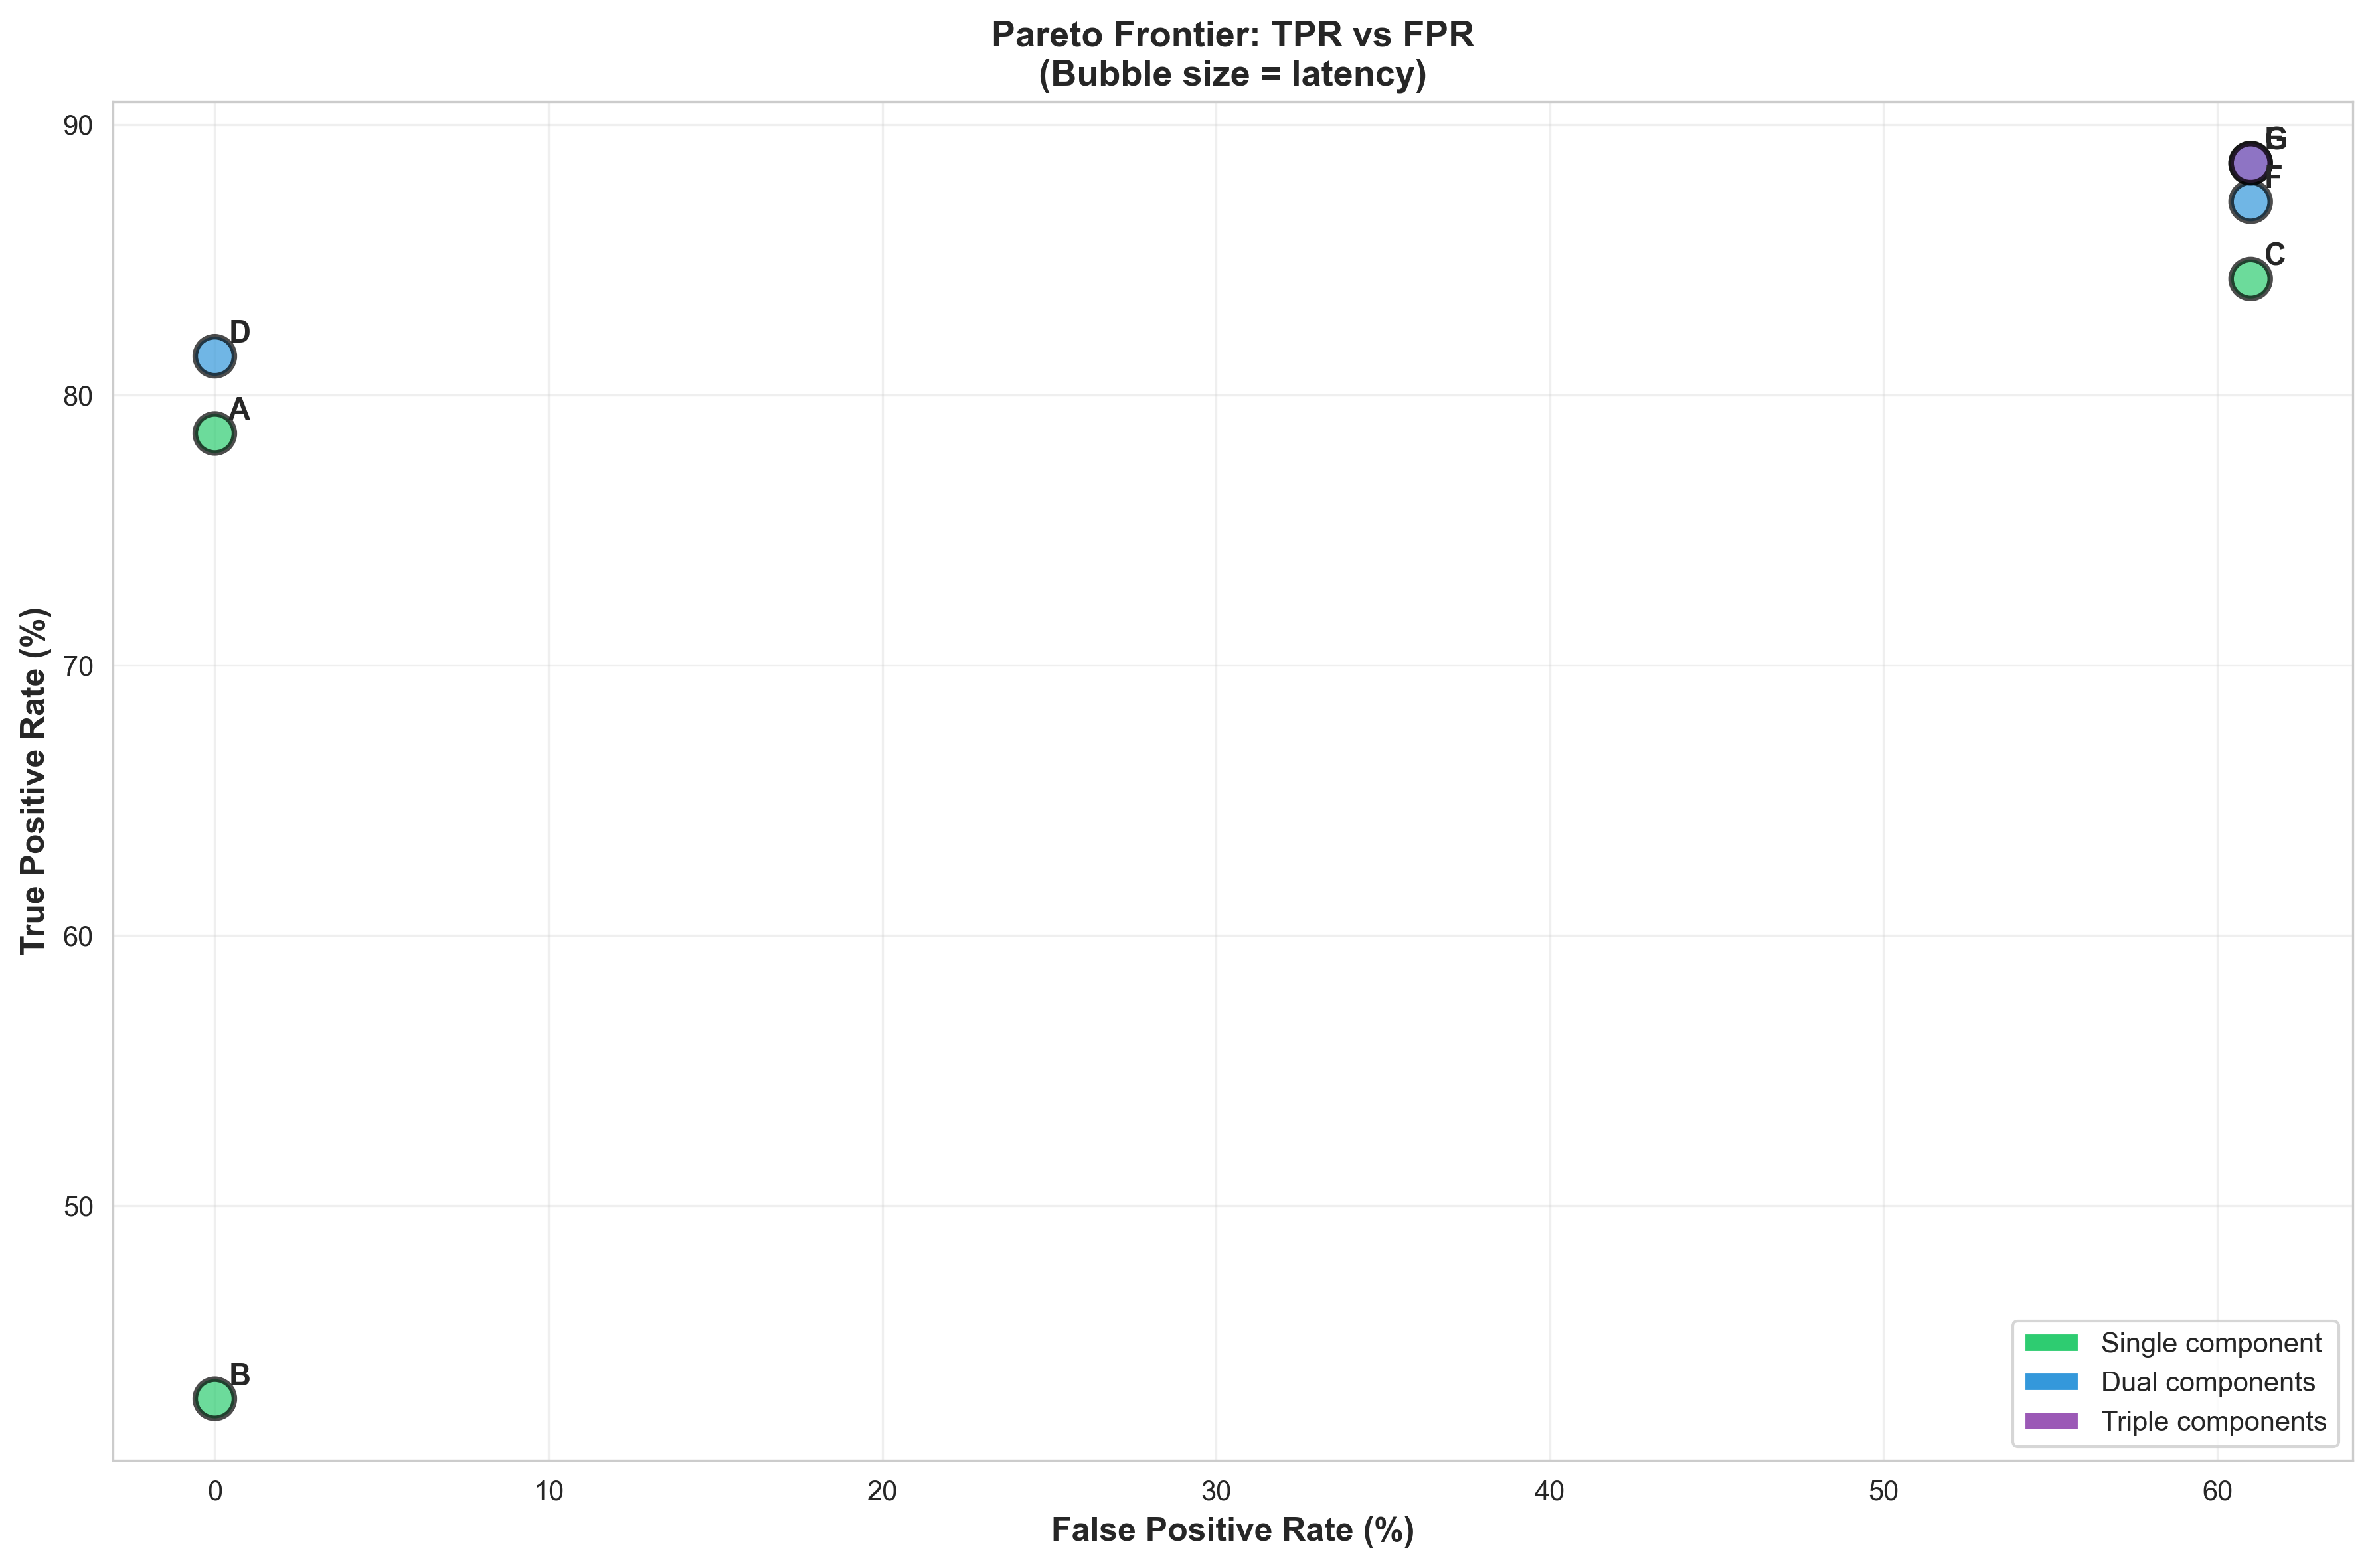 Pareto Frontier: TPR vs FPR
(Bubble size = latency)
True Positive Rate (%)
90
80
70
60
50
G
F
C
D
A
B
Single component
Dual components
Triple components
0
10
20
30
40
50
60
False Positive Rate (%)